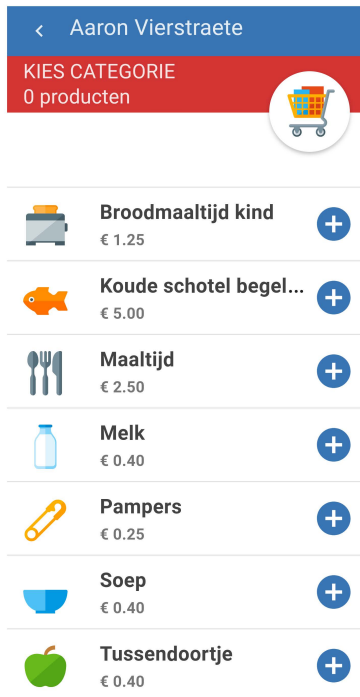 Aaron Vierstraete
KIES CATEGORIE
0 producten
Broodmaaltijd kind
€ 1.25
Koude schotel begel...
€ 5.00
Maaltijd
€ 2.50
Melk
€ 0.40
Pampers
€ 0.25
Soep
€ 0.40
Tussendoortje
€ 0.40